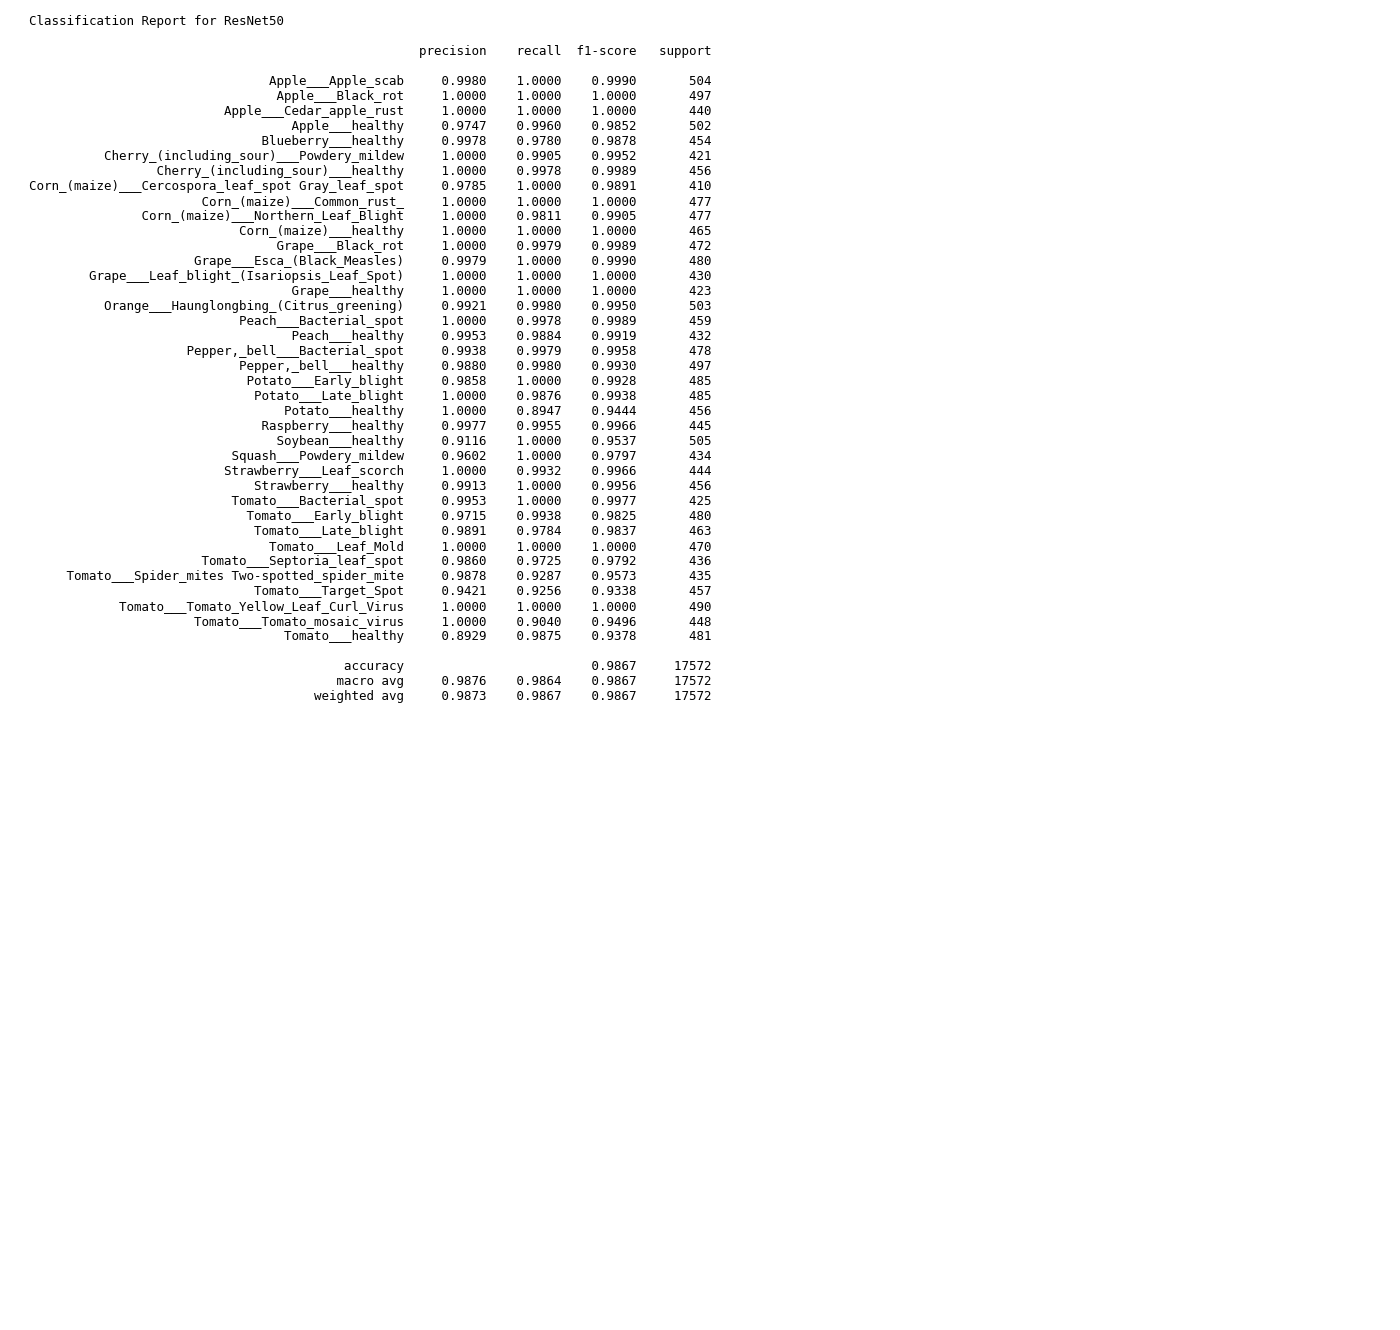 Classification Report for ResNet50
precision recall f1-score support
Apple___Apple_scab 0.9980 1.0000 0.9990 504
Apple___Black_rot 1.0000 1.0000 1.0000 497
Apple___Cedar_apple_rust 1.0000 1.0000 1.0000 440
Apple___healthy 0.9747 0.9960 0.9852 502
Blueberry___healthy 0.9978 0.9780 0.9878 454
Cherry_(including_sour)___Powdery_mildew 1.0000 0.9905 0.9952 421
Cherry_(including_sour)___healthy 1.0000 0.9978 0.9989 456
Corn_(maize)___Cercospora_leaf_spot Gray_leaf_spot 0.9785 1.0000 0.9891 410
Corn_(maize)___Common_rust_ 1.0000 1.0000 1.0000 477
Corn_(maize)___Northern_Leaf_Blight 1.0000 0.9811 0.9905 477
Corn_(maize)___healthy 1.0000 1.0000 1.0000 465
Grape___Black_rot 1.0000 0.9979 0.9989 472
Grape___Esca_(Black_Measles) 0.9979 1.0000 0.9990 480
Grape___Leaf_blight_(Isariopsis_Leaf_Spot) 1.0000 1.0000 1.0000 430
Grape___healthy 1.0000 1.0000 1.0000 423
Orange___Haunglongbing_(Citrus_greening) 0.9921 0.9980 0.9950 503
Peach___Bacterial_spot 1.0000 0.9978 0.9989 459
Peach___healthy 0.9953 0.9884 0.9919 432
Pepper,_bell___Bacterial_spot 0.9938 0.9979 0.9958 478
Pepper,_bell___healthy 0.9880 0.9980 0.9930 497
Potato___Early_blight 0.9858 1.0000 0.9928 485
Potato___Late_blight 1.0000 0.9876 0.9938 485
Potato___healthy 1.0000 0.8947 0.9444 456
Raspberry___healthy 0.9977 0.9955 0.9966 445
Soybean___healthy 0.9116 1.0000 0.9537 505
Squash___Powdery_mildew 0.9602 1.0000 0.9797 434
Strawberry___Leaf_scorch 1.0000 0.9932 0.9966 444
Strawberry___healthy 0.9913 1.0000 0.9956 456
Tomato___Bacterial_spot 0.9953 1.0000 0.9977 425
Tomato___Early_blight 0.9715 0.9938 0.9825 480
Tomato___Late_blight 0.9891 0.9784 0.9837 463
Tomato___Leaf_Mold 1.0000 1.0000 1.0000 470
Tomato___Septoria_leaf_spot 0.9860 0.9725 0.9792 436
Tomato___Spider_mites Two-spotted_spider_mite 0.9878 0.9287 0.9573 435
Tomato___Target_Spot 0.9421 0.9256 0.9338 457
Tomato___Tomato_Yellow_Leaf_Curl_Virus 1.0000 1.0000 1.0000 490
Tomato___Tomato_mosaic_virus 1.0000 0.9040 0.9496 448
Tomato___healthy 0.8929 0.9875 0.9378 481
accuracy 0.9867 17572
macro avg 0.9876 0.9864 0.9867 17572
weighted avg 0.9873 0.9867 0.9867 17572